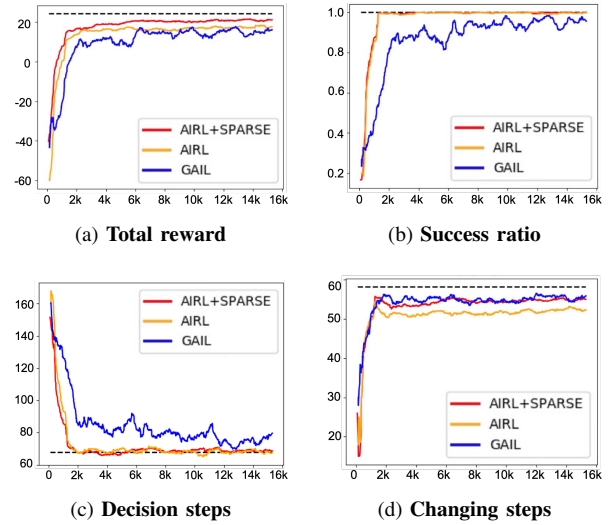 20
0
-20
-40
-60
AIRL+SPARSE
AIRL
GAIL
0 2k 4k 6k 8k 10k 12k 14k 16k
(a) Total reward
1.0
0.8
0.6
0.4
0.2
AIRL+SPARSE
AIRL
GAIL
0 2k 4k 6k 8k 10k 12k 14k 16k
(b) Success ratio
160
140
120
100
80
60
AIRL+SPARSE
AIRL
GAIL
0 2k 4k 6k 8k 10k 12k 14k 16k
(c) Decision steps
60
50
40
30
20
AIRL+SPARSE
AIRL
GAIL
0 2k 4k 6k 8k 10k 12k 14k 16k
(d) Changing steps